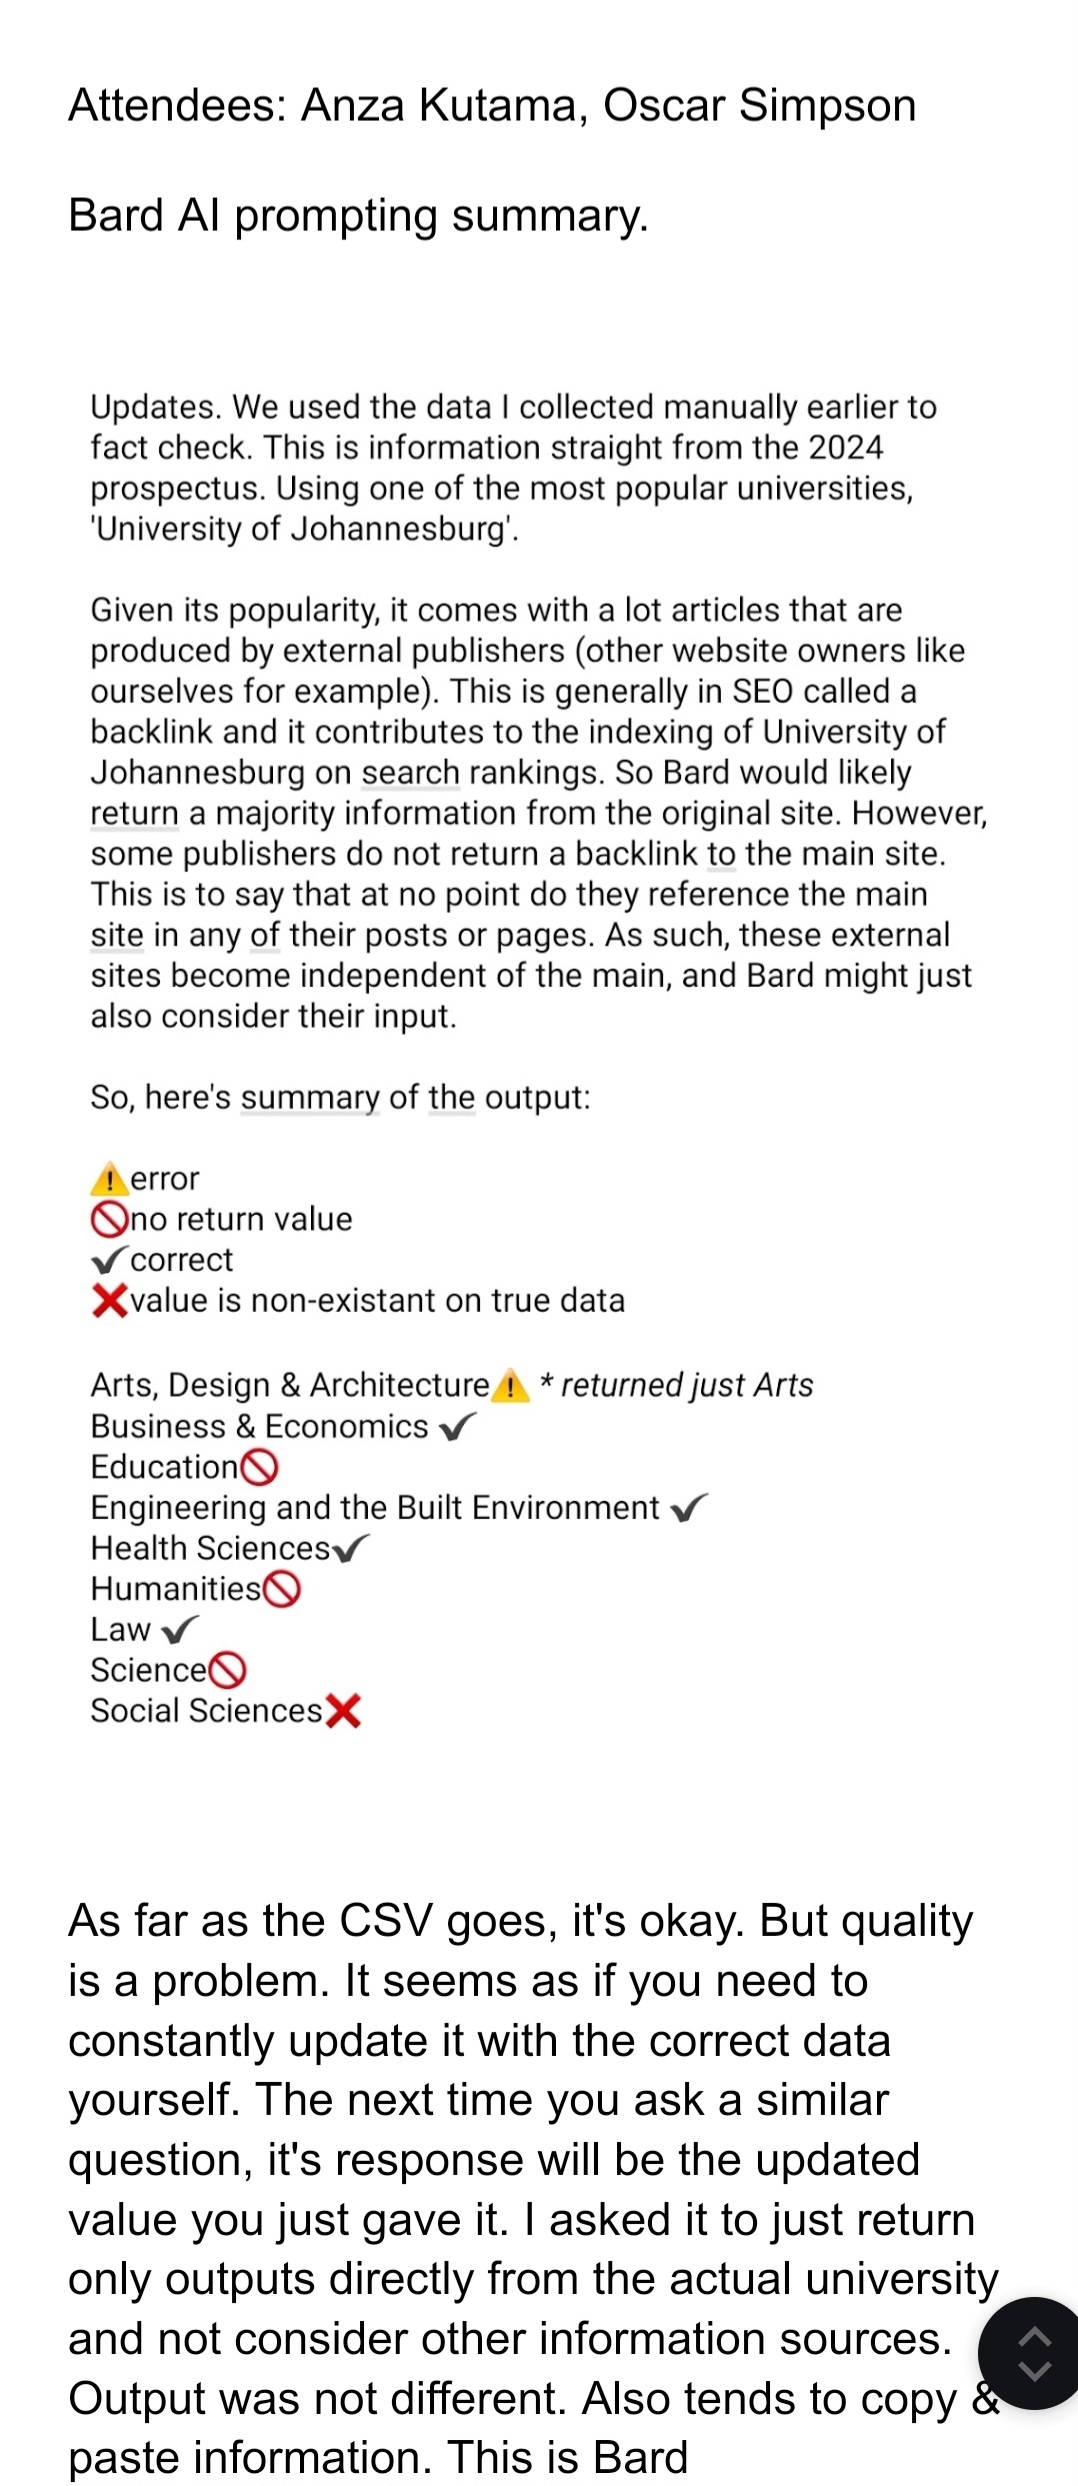 Attendees: Anza Kutama, Oscar Simpson
Bard AI prompting summary.
Updates. We used the data I collected manually earlier to
fact check. This is information straight from the 2024
prospectus. Using one of the most popular universities,
'University of Johannesburg'.
Given its popularity, it comes with a lot articles that are
produced by external publishers (other website owners like
ourselves for example). This is generally in SEO called a
backlink and it contributes to the indexing of University of
Johannesburg on search rankings. So Bard would likely
return a majority information from the original site. However,
some publishers do not return a backlink to the main site.
This is to say that at no point do they reference the main
site in any of their posts or pages. As such, these external
sites become independent of the main, and Bard might just
also consider their input.
So, here's summary of the output:
⚠️error
🚫no return value
✔️correct
❌value is non-existant on true data
Arts, Design & Architecture⚠️ * returned just Arts
Business & Economics ✔️
Education🚫
Engineering and the Built Environment ✔️
Health Sciences✔️
Humanities🚫
Law ✔️
Science🚫
Social Sciences❌
As far as the CSV goes, it's okay. But quality
is a problem. It seems as if you need to
constantly update it with the correct data
yourself. The next time you ask a similar
question, it's response will be the updated
value you just gave it. I asked it to just return
only outputs directly from the actual university
and not consider other information sources.
Output was not different. Also tends to copy &
paste information. This is Bard